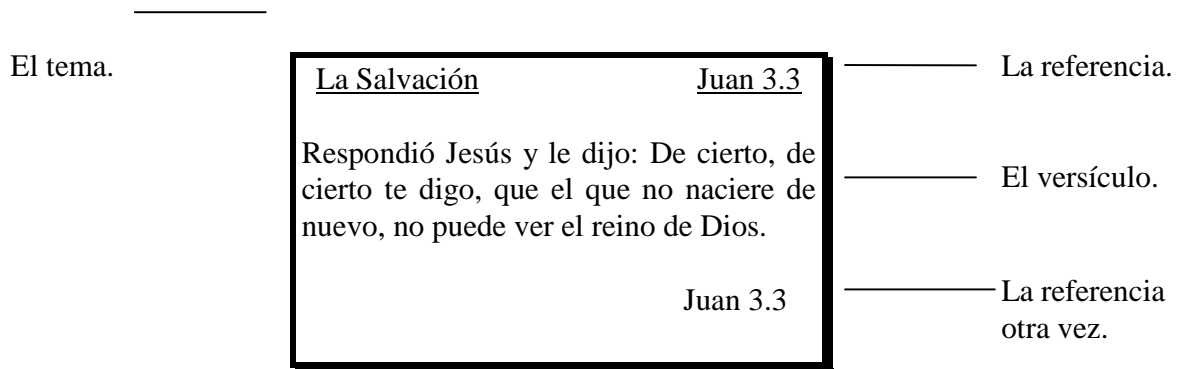 El tema.
La Salvación Juan 3.3
La referencia.
Respondió Jesús y le dijo: De cierto, de
cierto te digo, que el que no naciere de
nuevo, no puede ver el reino de Dios.
El versículo.
Juan 3.3
La referencia
otra vez.